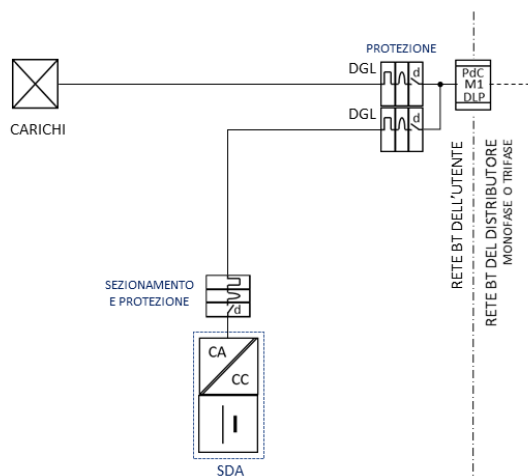 PROTEZIONE
DGL
d
PdC
M1
DLP
CARICHI
DGL
d
RETE BT DELL'UTENTE
RETE BT DEL DISTRIBUTORE
MONOFASE O TRIFASE
SEZIONAMENTO
E PROTEZIONE
d
CA
CC
SDA